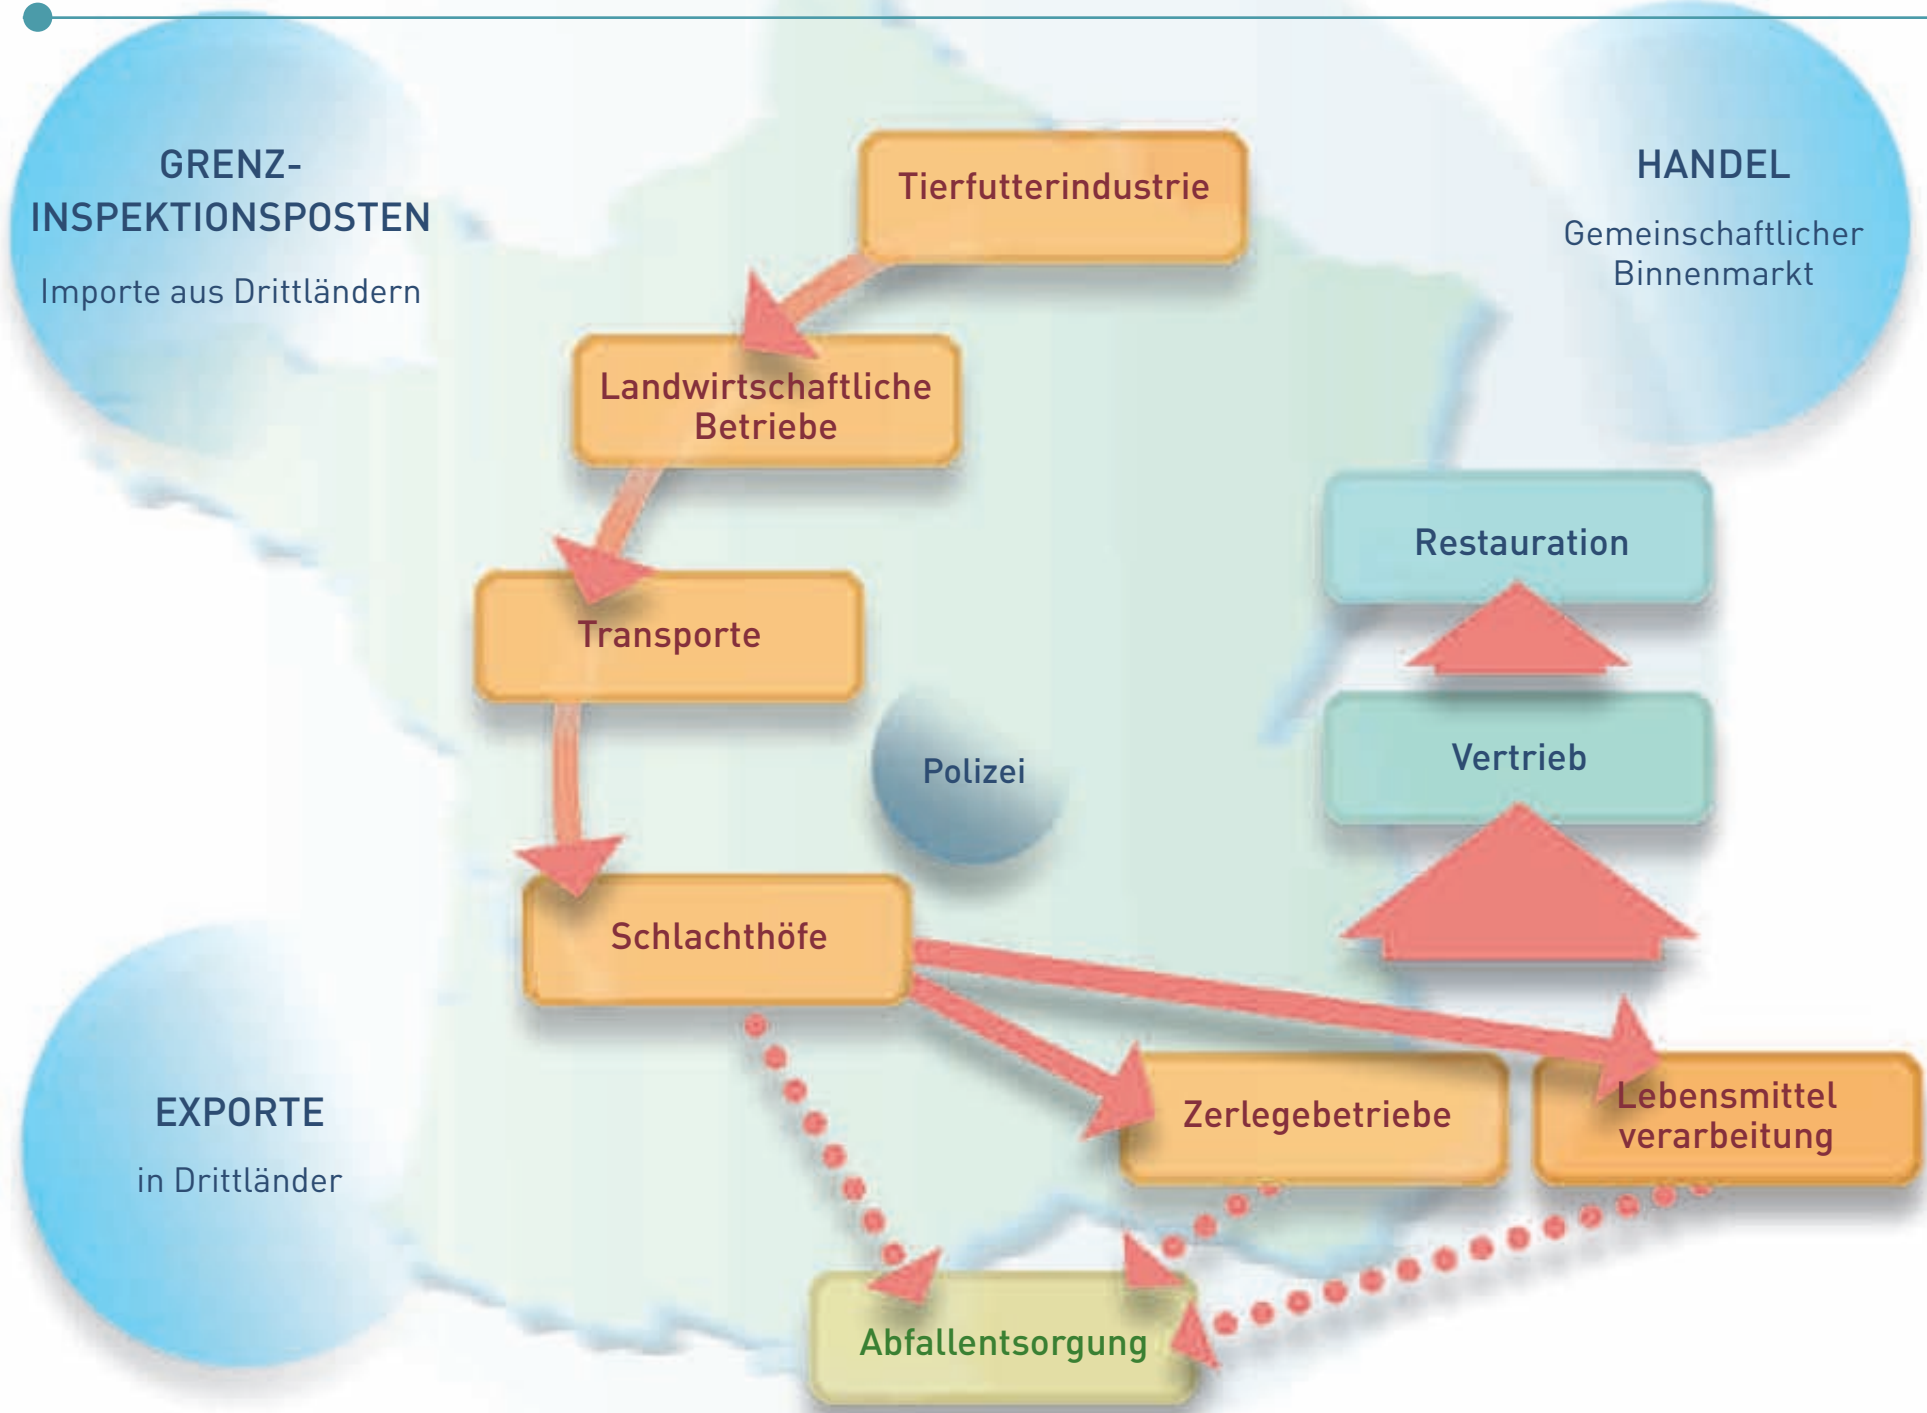 GRENZ-
INSPEKTIONSPOSTEN
Importe aus Drittländern
HANDEL
Gemeinschaftlicher
Binnenmarkt
Tierfutterindustrie
Landwirtschaftliche
Betriebe
Transporte
Restauration
Vertrieb
Polizei
Schlachthöfe
Zerlegebetriebe
Lebensmittel
verarbeitung
EXPORTE
in Drittländer
Abfallentsorgung